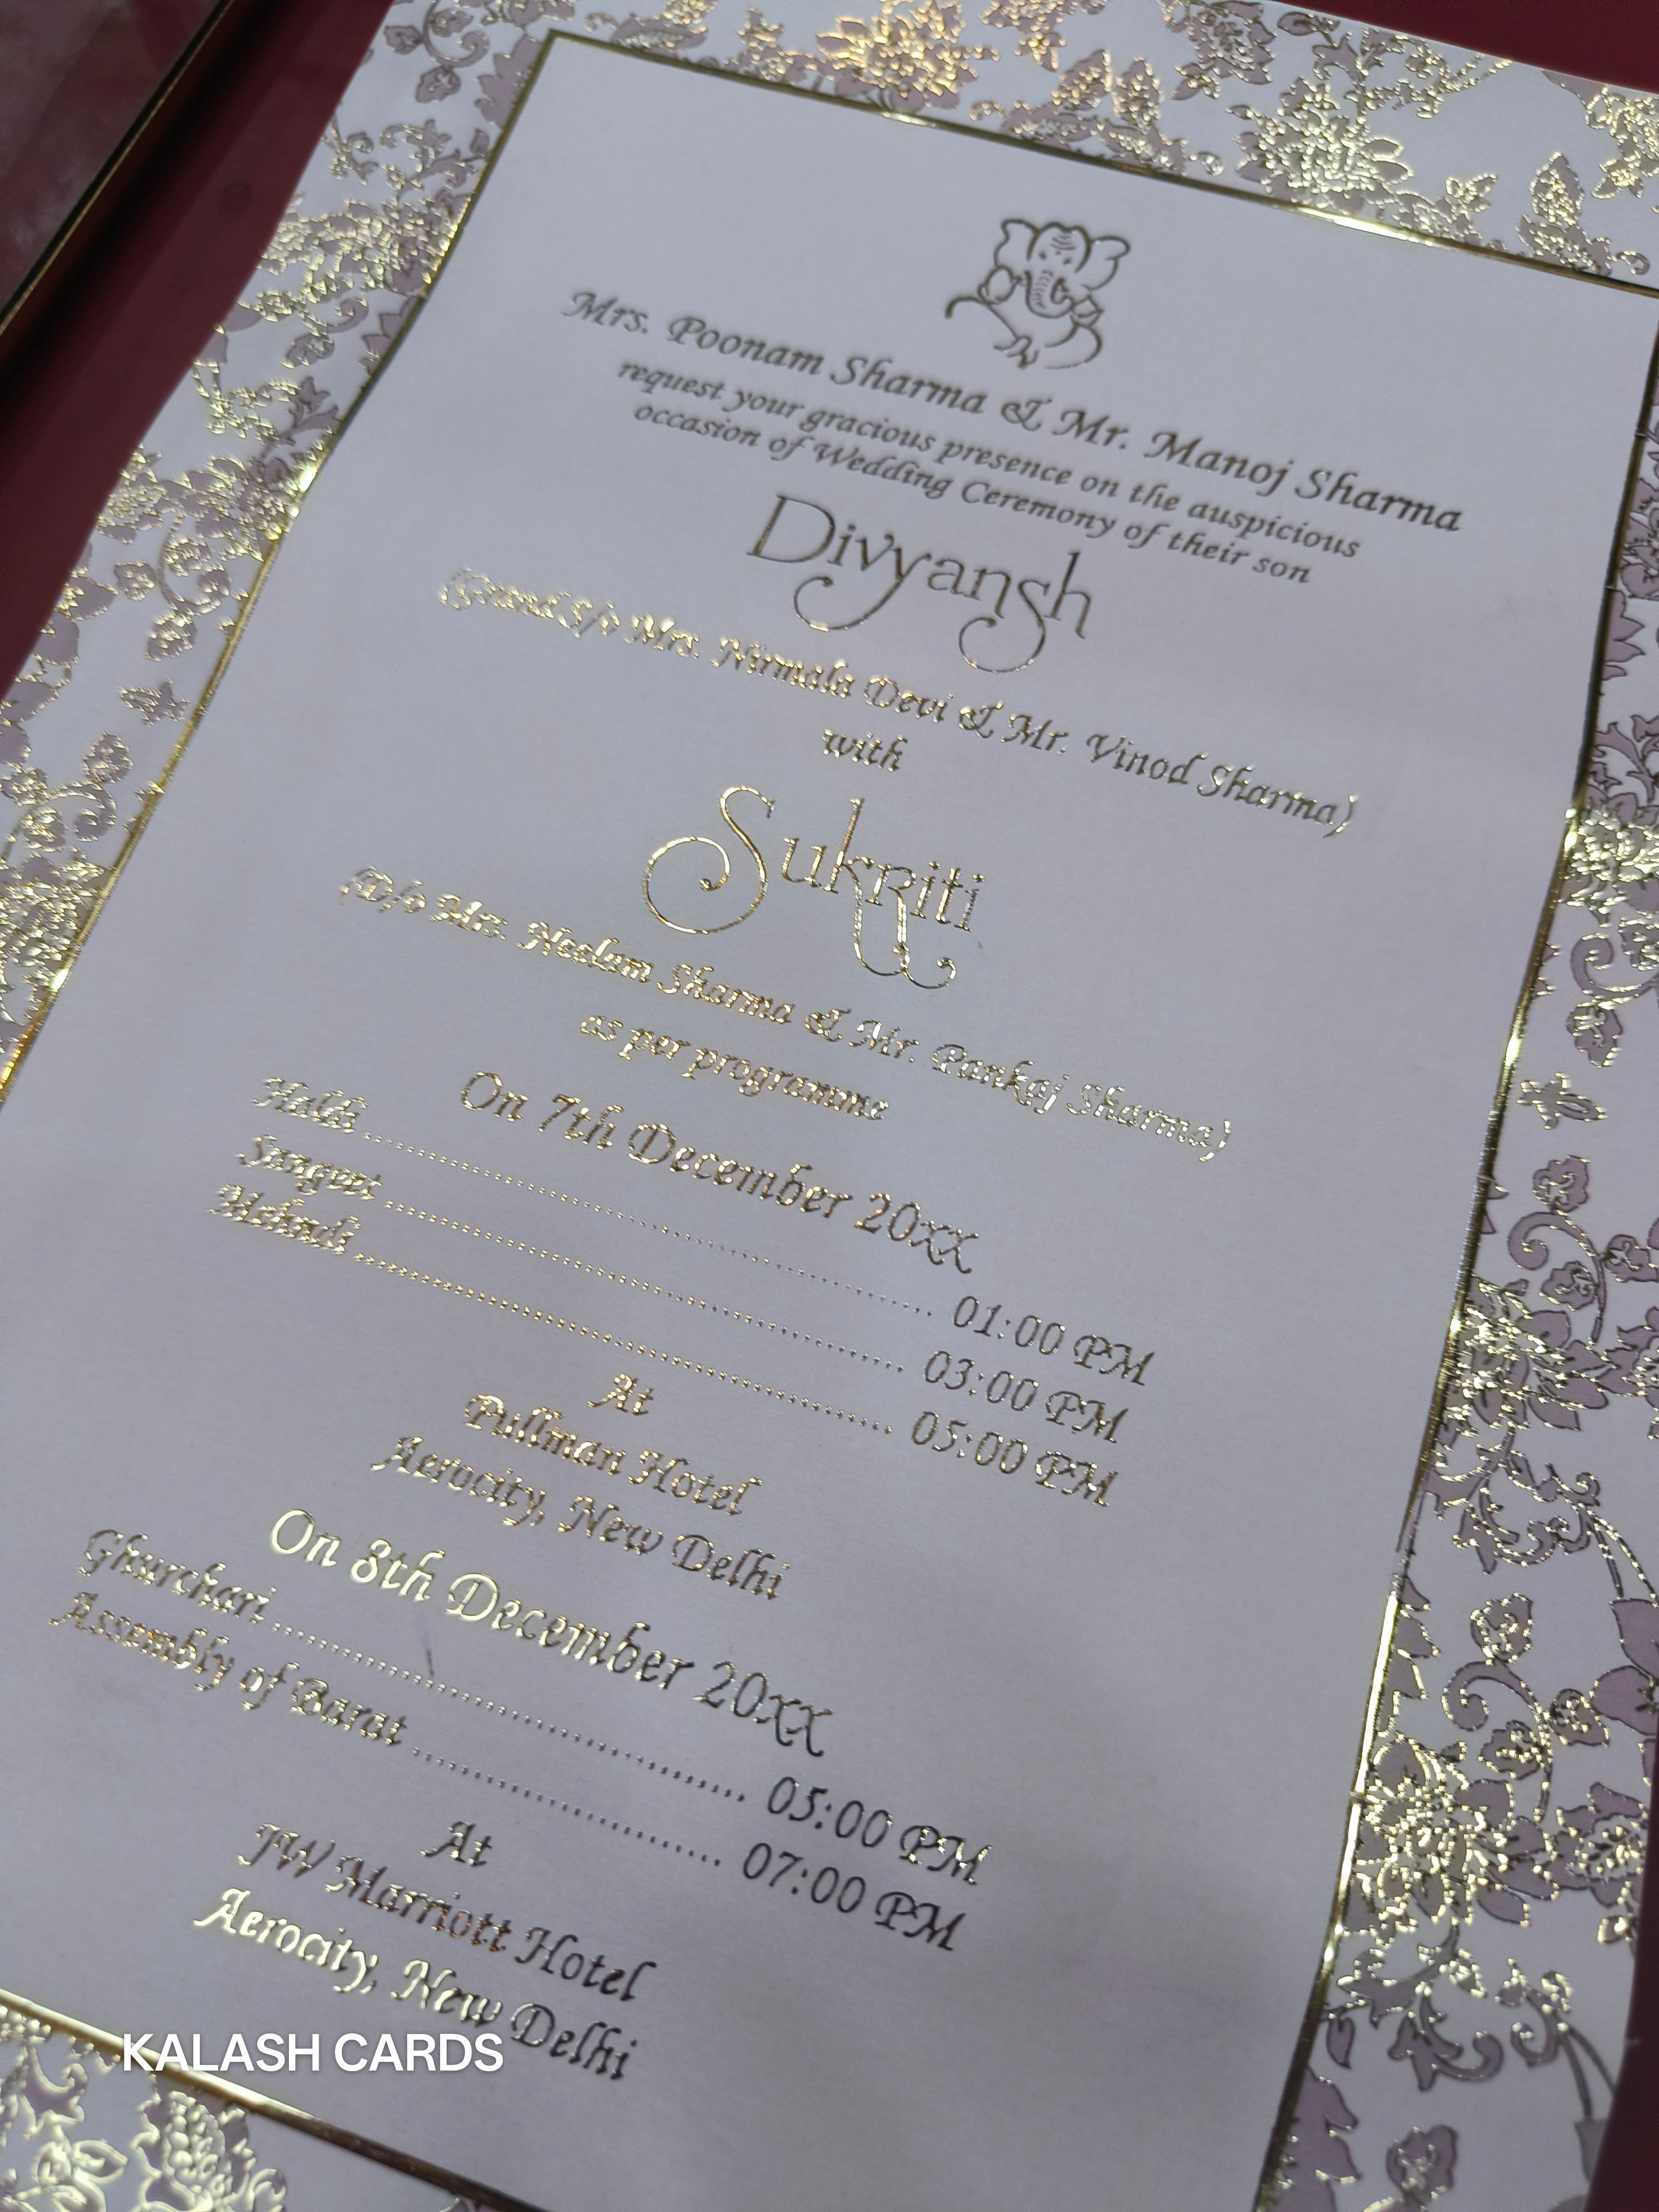 Mrs. Poonam Sharma & Mr. Manoj Sharma
request your gracious presence on the auspicious
occasion of Wedding Ceremony of their son
Divyansh
(Grand S/o Mrs. Nirmala Devi & Mr. Vinod Sharma)
with
Sukriti
(D/o Mrs. Neelam Sharma & Mr. Pankaj Sharma)
as per programme
On 7th December 20XX
Haldi ........................................ 01:00 PM
Sangeet ........................................ 03:00 PM
Mehndi ........................................ 05:00 PM
At
Pullman Hotel
Aerocity, New Delhi
On 8th December 20XX
Ghurchari ........................................ 05:00 PM
Assembly of Barat ........................................ 07:00 PM
At
JW Marriott Hotel
Aerocity, New Delhi
KALASH CARDS